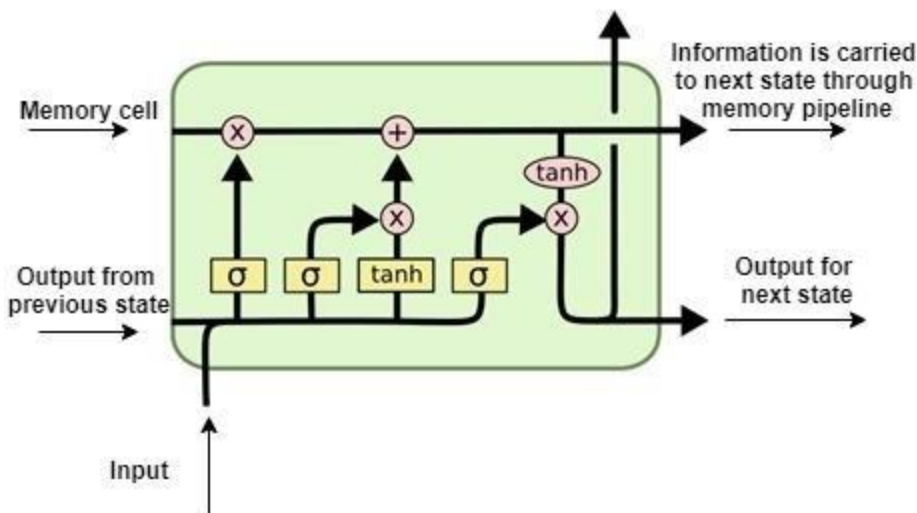 Memory cell
Information is carried
to next state through
memory pipeline
x
+
tanh
x
x
Output from
previous state
σ
σ
tanh
σ
Output for
next state
Input